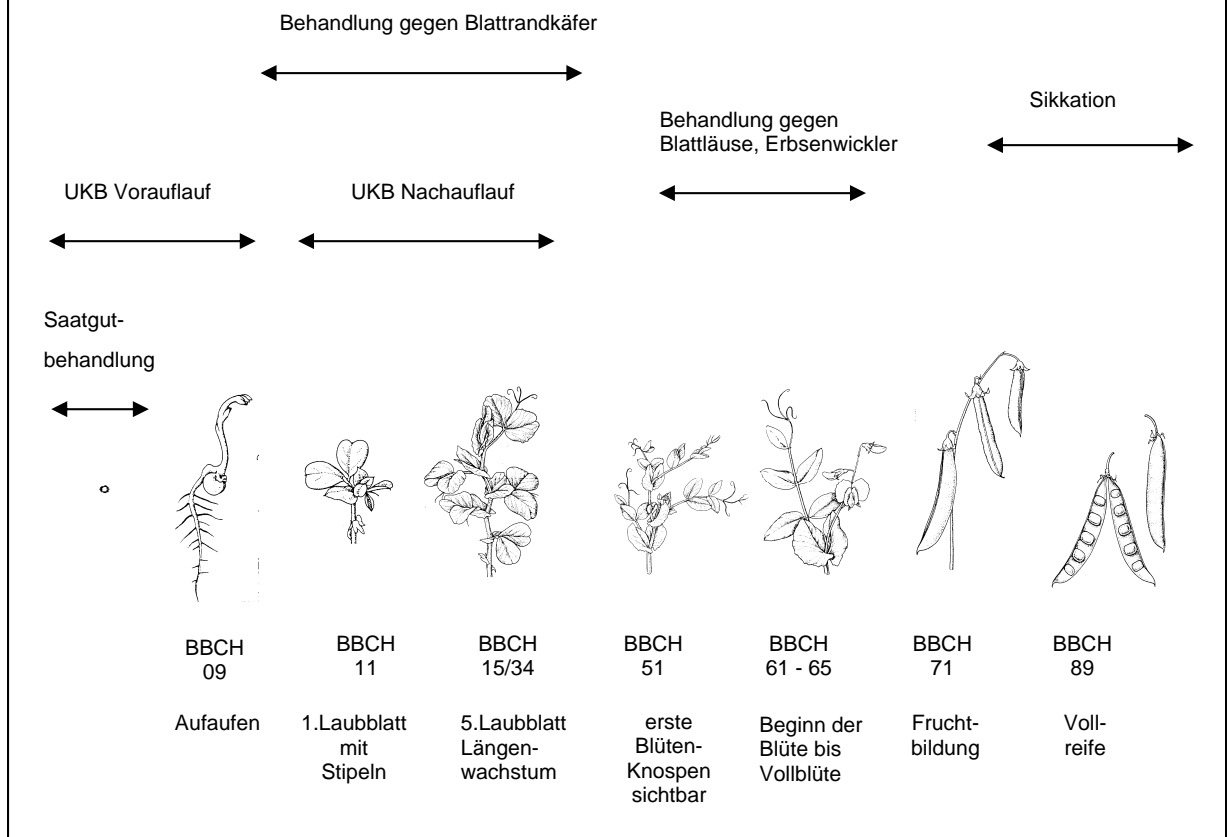 Behandlung gegen Blattrandkäfer
Sikkation
Behandlung gegen
Blattläuse, Erbsenwickler
UKB Vorauflauf
UKB Nachauflauf
Saatgut-
behandlung
BBCH
09
Aufaufen
BBCH
11
1.Laubblatt
mit
Stipeln
BBCH
15/34
5.Laubblatt
Längen-
wachstum
BBCH
51
erste
Blüten-
Knospen
sichtbar
BBCH
61 - 65
Beginn der
Blüte bis
Vollblüte
BBCH
71
Frucht-
bildung
BBCH
89
Voll-
reife